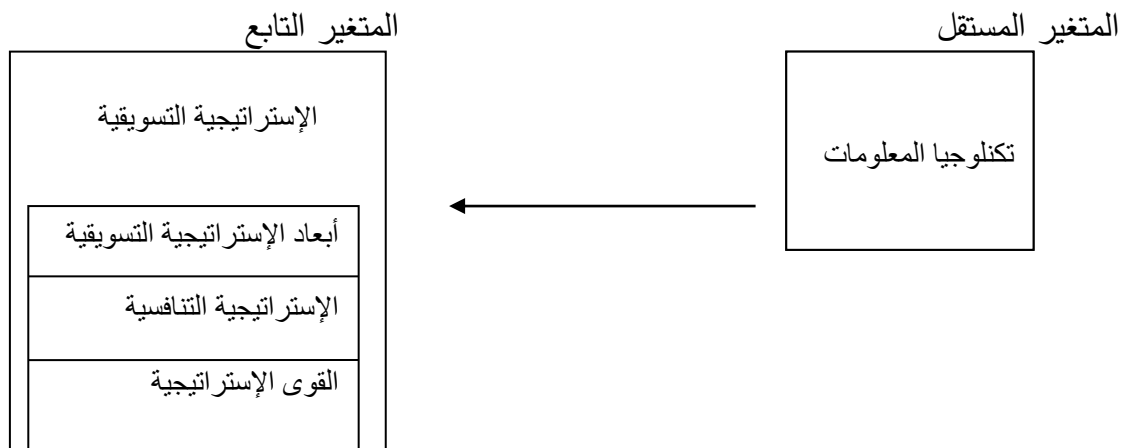 المتغير المستقل
المتغير التابع
تكنلوجيا المعلومات
الإستراتيجية التسويقية
أبعاد الإستراتيجية التسويقية
الإستراتيجية التنافسية
القوى الإستراتيجية